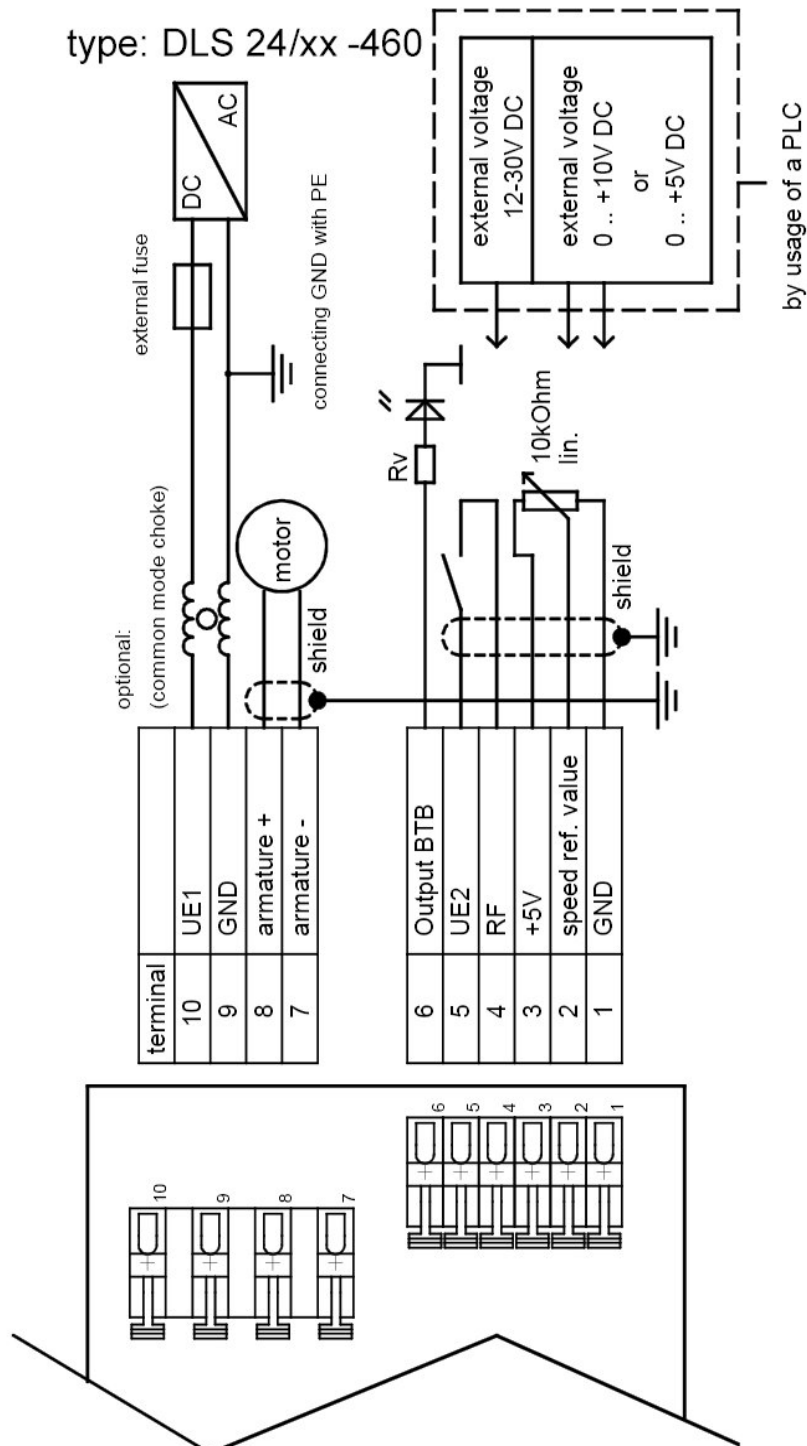 type: DLS 24/xx -460
AC
DC
external fuse
connecting GND with PE
optional:
(common mode choke)
motor
shield
external voltage
12-30V DC
external voltage
0 .. +10V DC
or
0 .. +5V DC
by usage of a PLC
Rv
10kOhm
lin.
shield
terminal
10 UE1
9 GND
8 armature +
7 armature -
6 Output BTB
5 UE2
4 RF
3 +5V
2 speed ref. value
1 GND
10
9
8
7
6
5
4
3
2
1